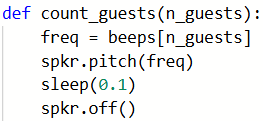 def count_guests(n_guests):
    freq = beeps[n_guests]
    spkr.pitch(freq)
    sleep(0.1)
    spkr.off()